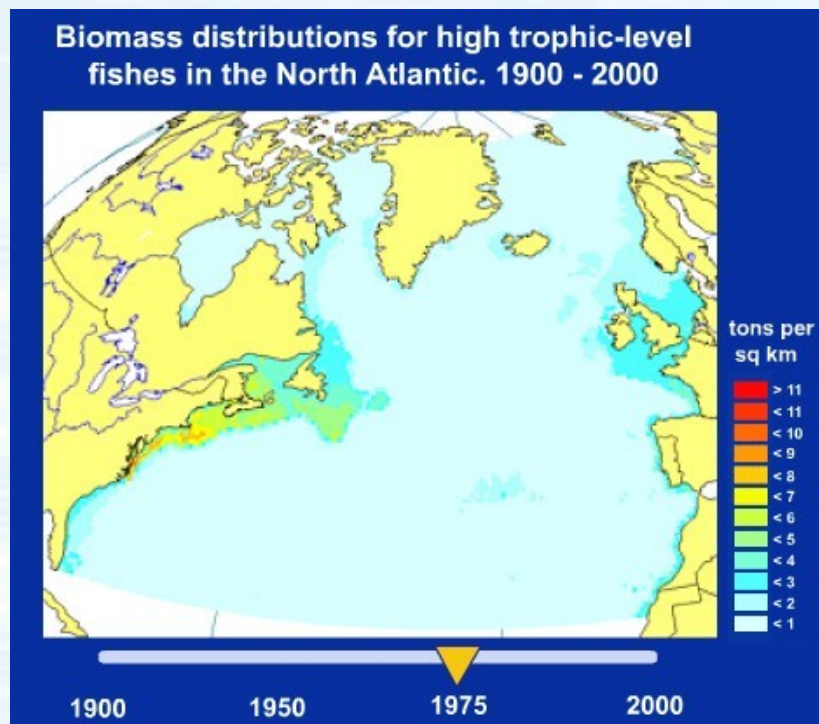 Biomass distributions for high trophic-level
fishes in the North Atlantic. 1900 - 2000
tons per
sq km
> 11
< 11
< 10
< 9
< 8
< 7
< 6
< 5
< 4
< 3
< 2
< 1
1900 1950 1975 2000